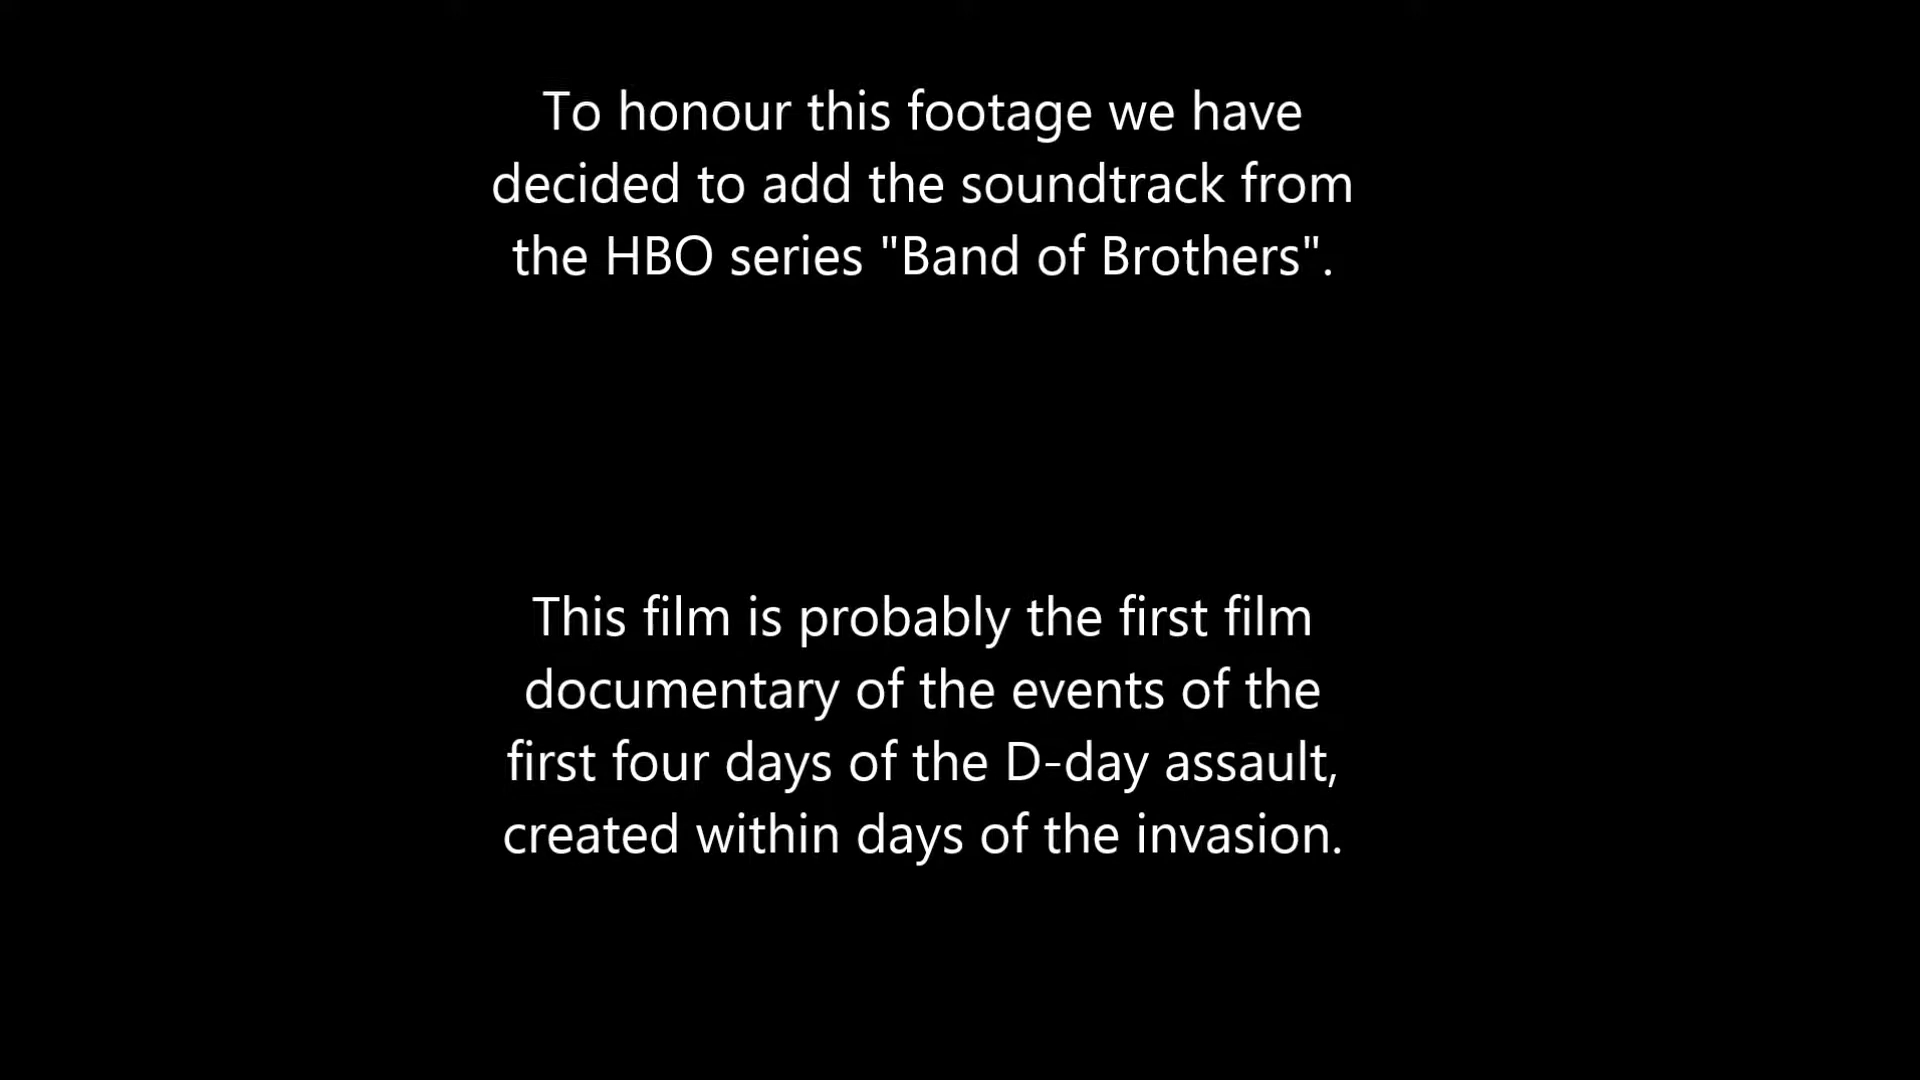 To honour this footage we have
decided to add the soundtrack from
the HBO series "Band of Brothers".
This film is probably the first film
documentary of the events of the
first four days of the D-day assault,
created within days of the invasion.